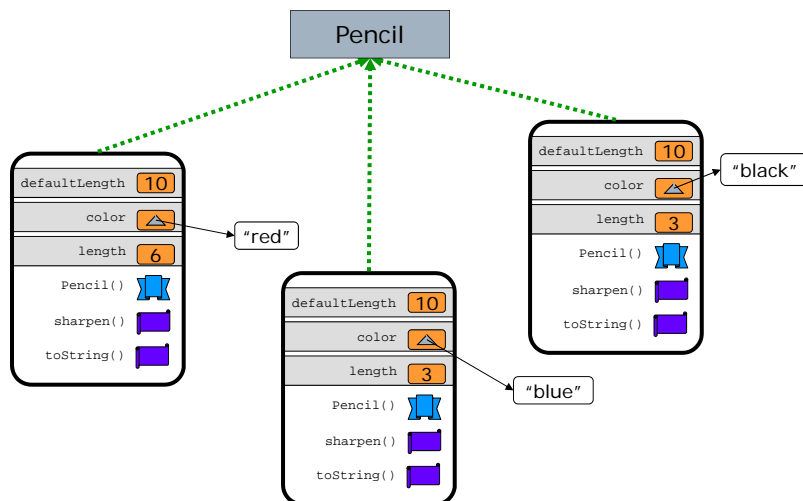 Pencil
defaultLength 10
color
"red"
length 6
Pencil()
sharpen()
toString()
defaultLength 10
color
length 3
"blue"
Pencil()
sharpen()
toString()
defaultLength 10
color
"black"
length 3
Pencil()
sharpen()
toString()